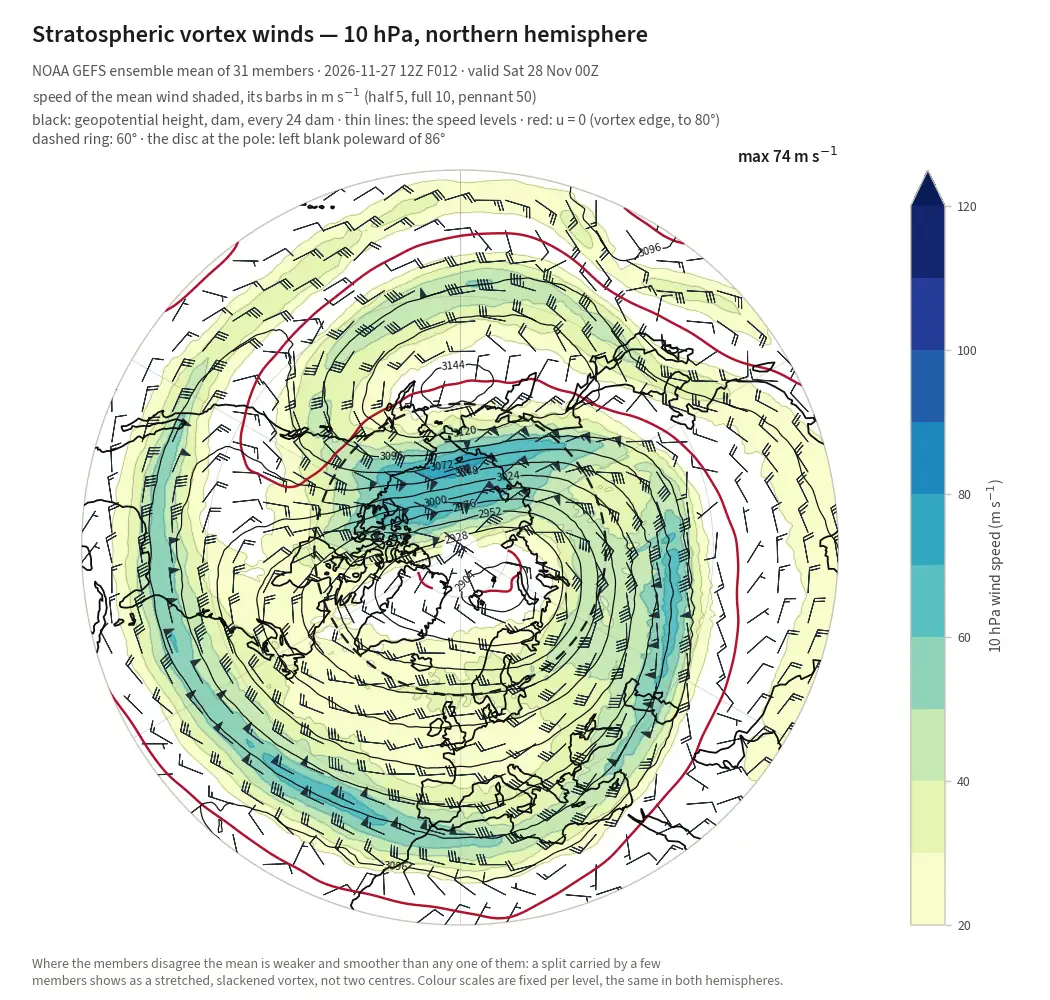 Stratospheric vortex winds — 10 hPa, northern hemisphere
NOAA GEFS ensemble mean of 31 members · 2026-11-27 12Z F012 · valid Sat 28 Nov 00Z
speed of the mean wind shaded, its barbs in m s⁻¹ (half 5, full 10, pennant 50)
black: geopotential height, dam, every 24 dam · thin lines: the speed levels · red: u = 0 (vortex edge, to 80°)
dashed ring: 60° · the disc at the pole: left blank poleward of 86°
max 74 m s⁻¹
120
100
80
60
40
20
10 hPa wind speed (m s⁻¹)
3096
3144
3072
3024
3000
2952
2928
Where the members disagree the mean is weaker and smoother than any one of them: a split carried by a few
members shows as a stretched, slackened vortex, not two centres. Colour scales are fixed per level, the same in both hemispheres.